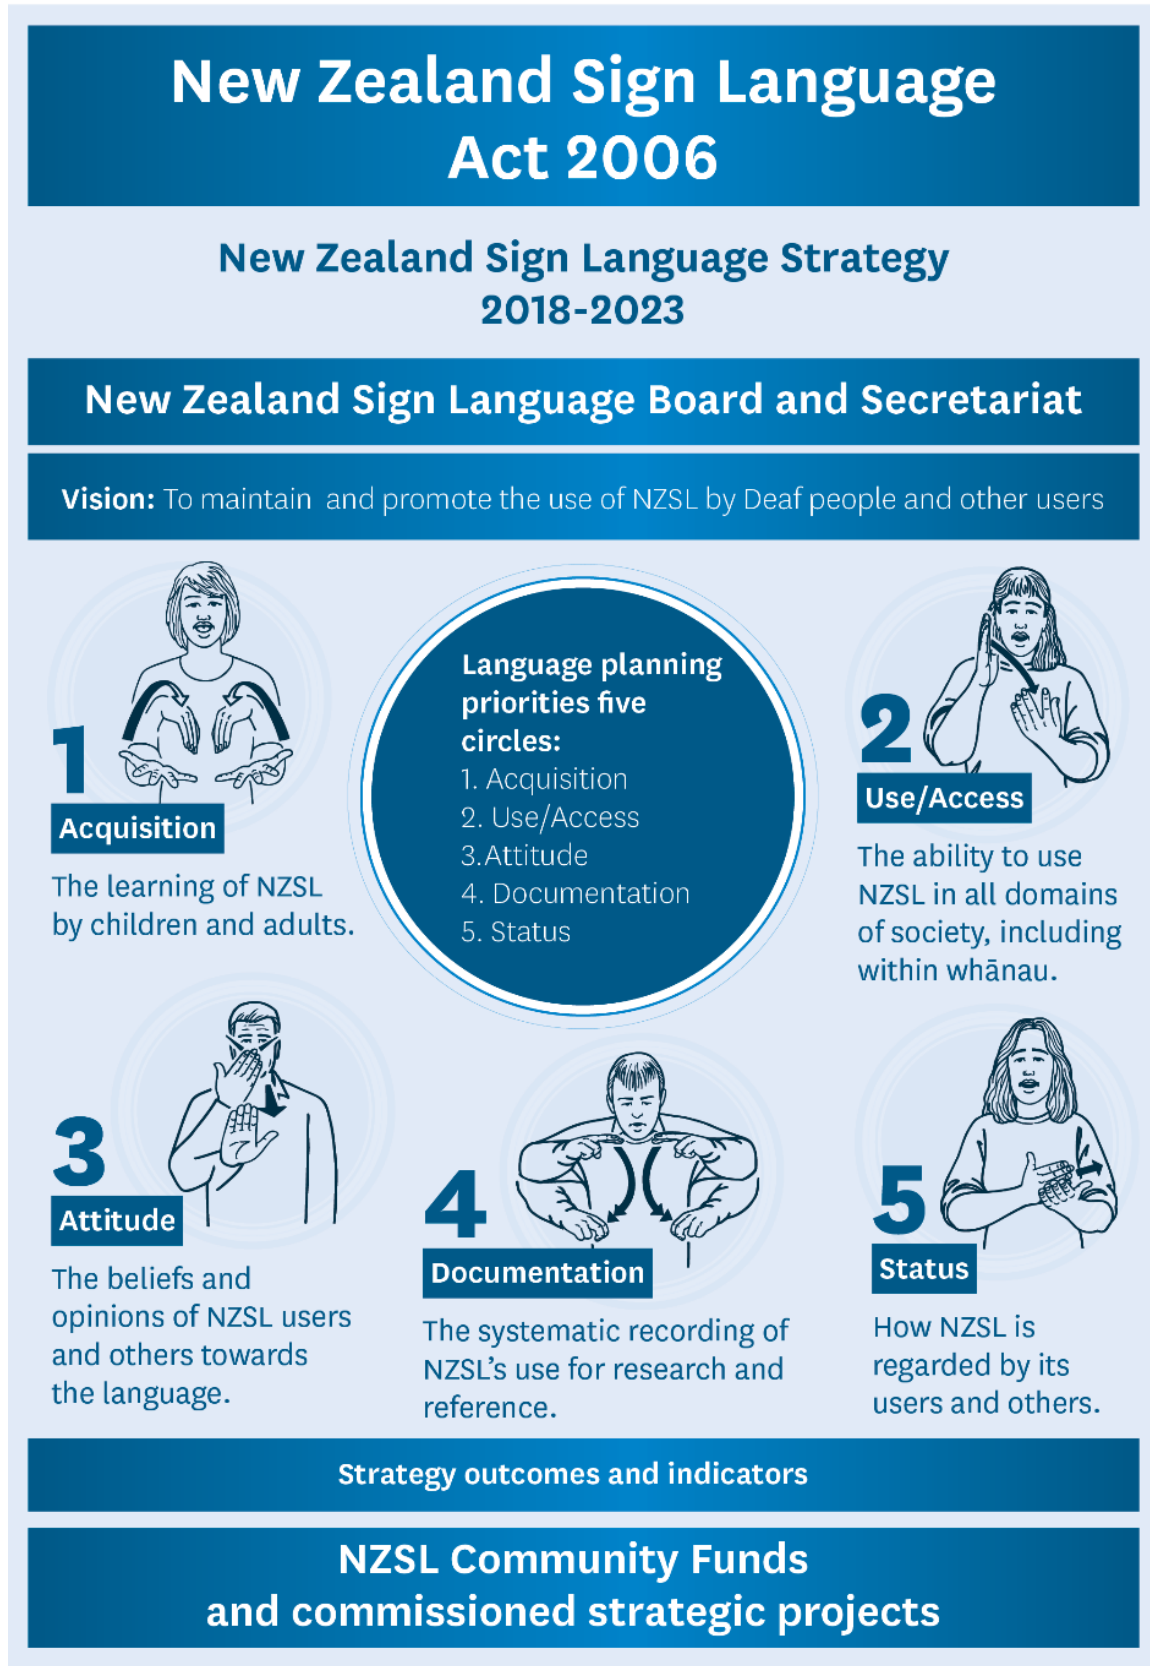 New Zealand Sign Language
Act 2006
New Zealand Sign Language Strategy
2018-2023
New Zealand Sign Language Board and Secretariat
Vision: To maintain and promote the use of NZSL by Deaf people and other users
Language planning
priorities five
circles:
1. Acquisition
2. Use/Access
3.Attitude
4. Documentation
5. Status
1
Acquisition
The learning of NZSL
by children and adults.
2
Use/Access
The ability to use
NZSL in all domains
of society, including
within whānau.
3
Attitude
The beliefs and
opinions of NZSL users
and others towards
the language.
4
Documentation
The systematic recording of
NZSL’s use for research and
reference.
5
Status
How NZSL is
regarded by its
users and others.
Strategy outcomes and indicators
NZSL Community Funds
and commissioned strategic projects